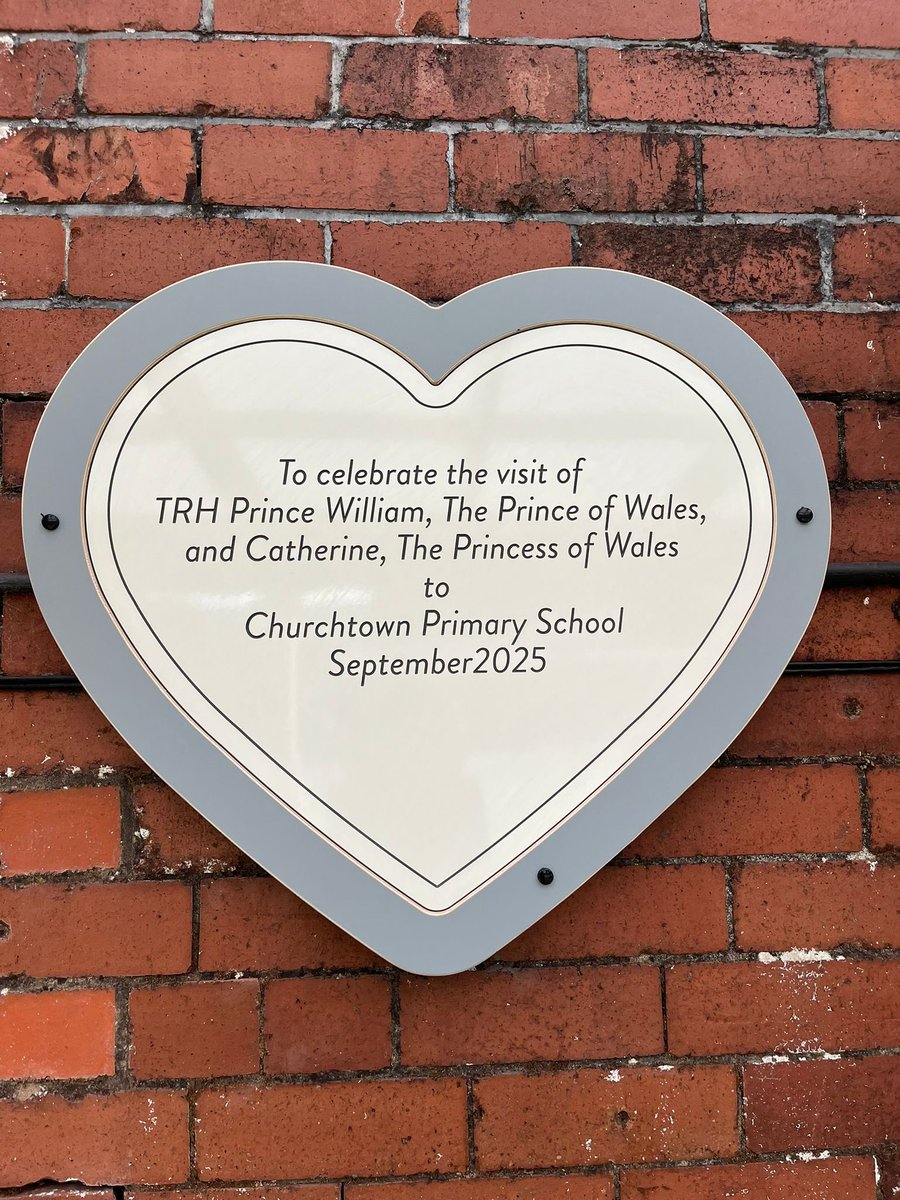 To celebrate the visit of
TRH Prince William, The Prince of Wales,
and Catherine, The Princess of Wales
to
Churchtown Primary School
September2025